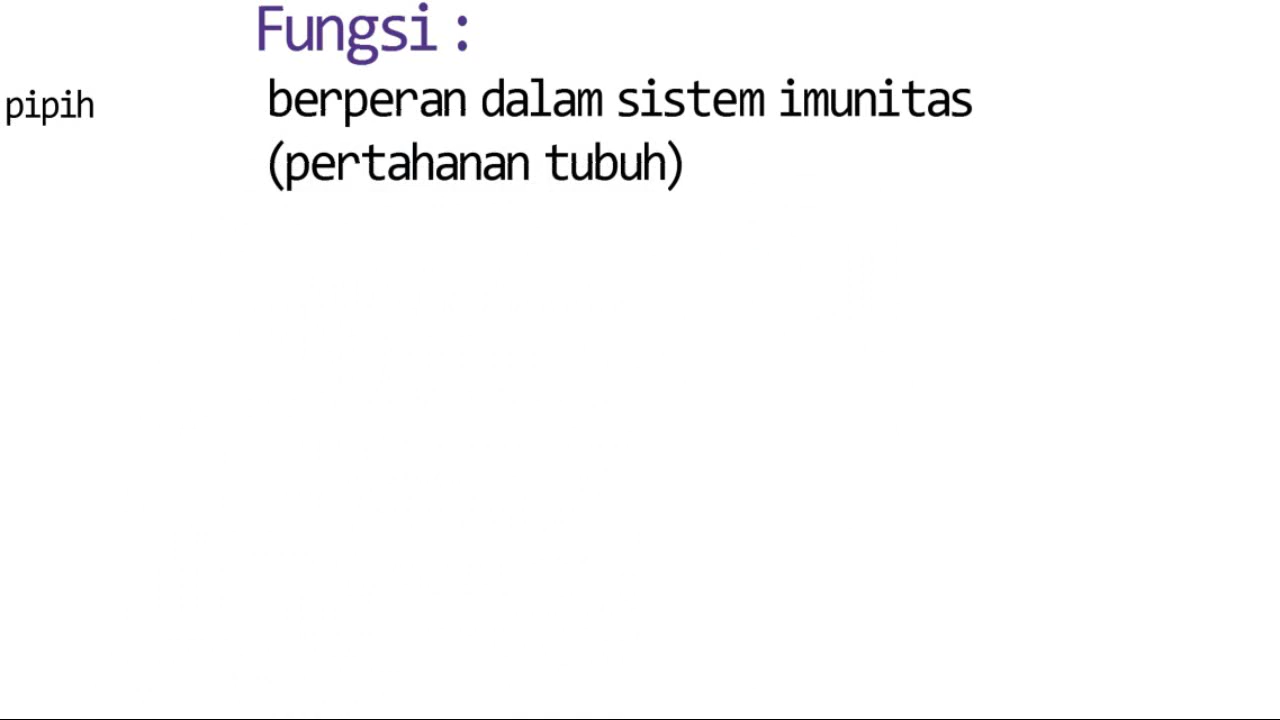 Fungsi :
pipih
berperan dalam sistem imunitas
(pertahanan tubuh)